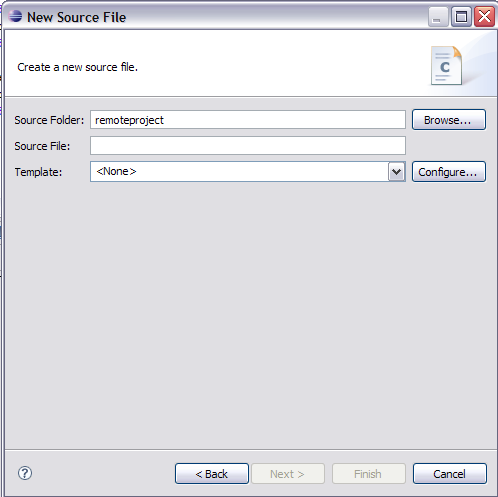 New Source File
Create a new source file.
C
Source Folder: remoteproject Browse...
Source File:
Template: <None> Configure...
? < Back Next > Finish Cancel